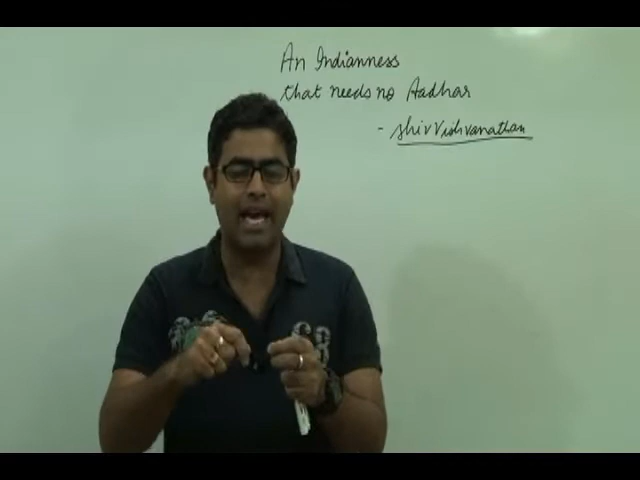 An Indianness
that needs no Aadhar
- Shiv Vishvanathan